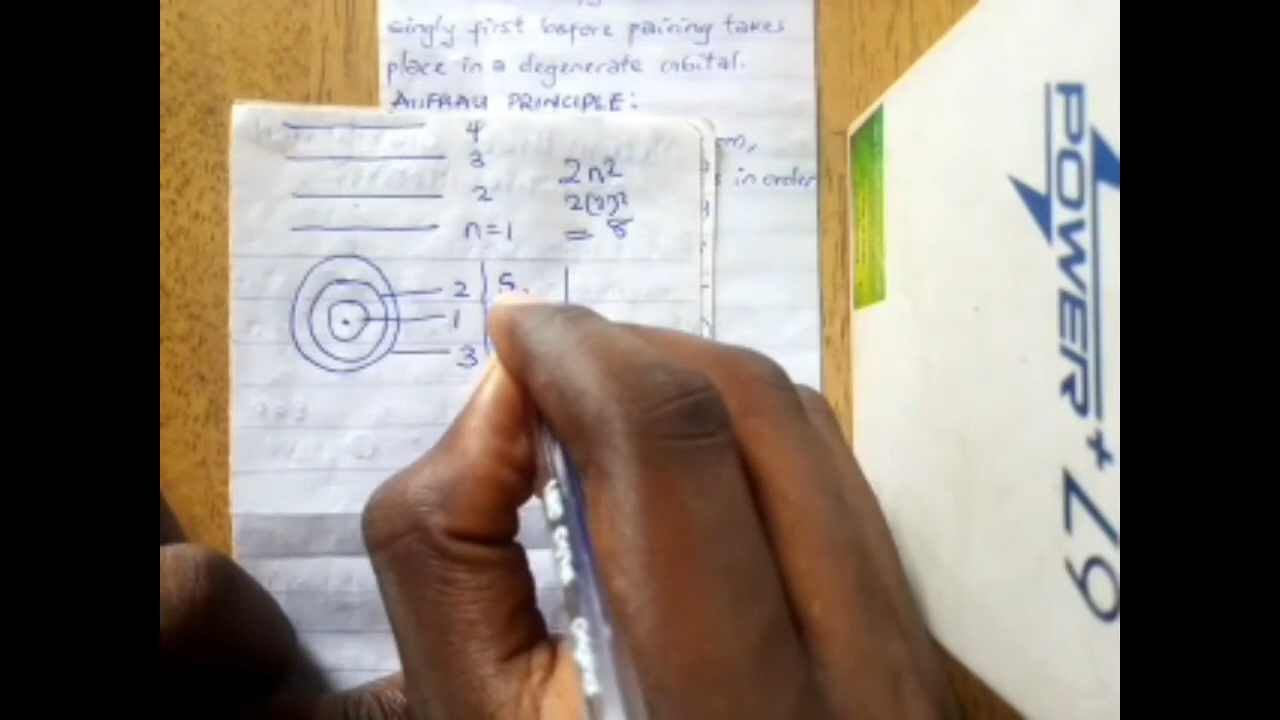 singly first before pairing takes
place in a degenerate orbital.
AUFBAU PRINCIPLE:
4
3
2
n=1
2n²
2(2)²
= 8
in order
2
1
3
S
POWER+ Z9